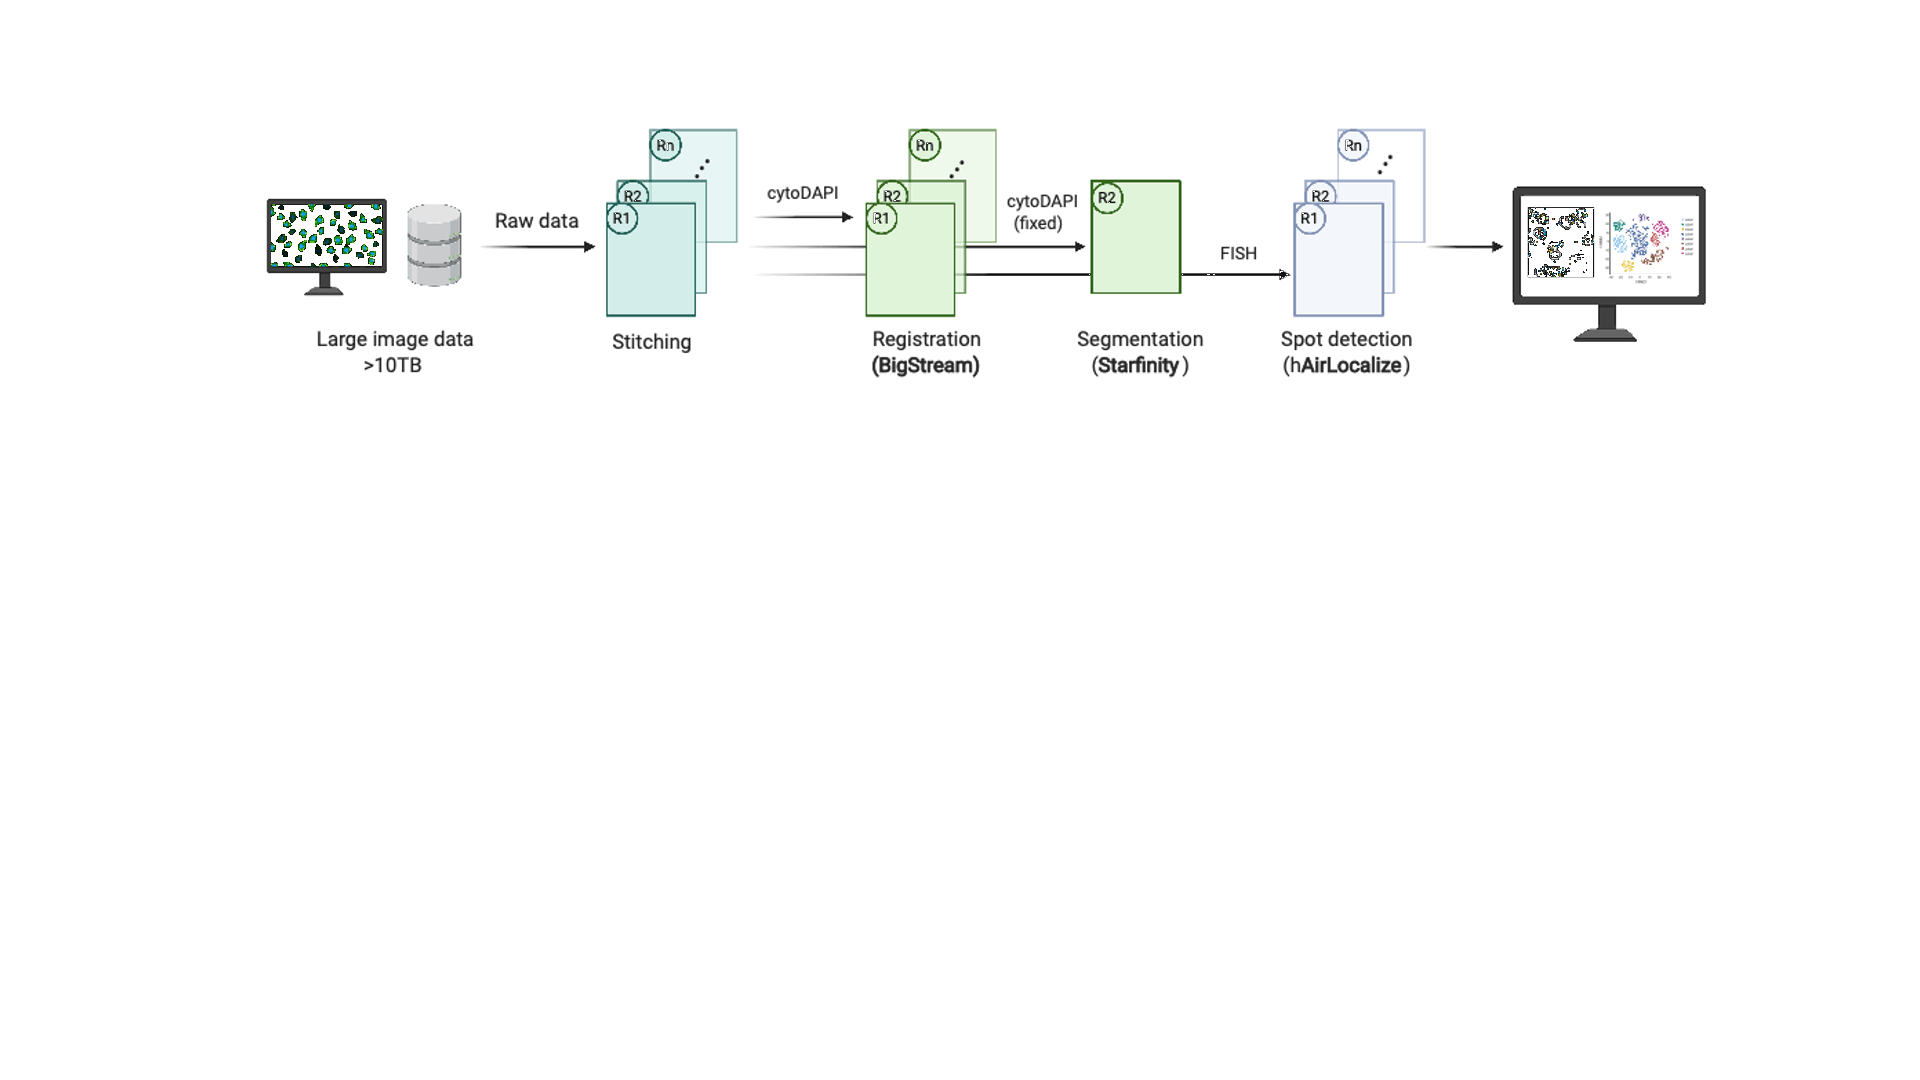 Raw data
Large image data
>10TB
Rn
R2
R1
Stitching
cytoDAPI
Rn
R2
R1
Registration
(BigStream)
cytoDAPI
(fixed)
R2
Segmentation
(Starfinity)
FISH
Rn
R2
R1
Spot detection
(hAirLocalize)